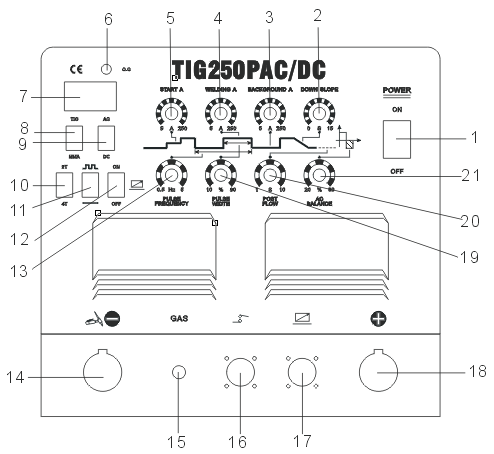 6 5 4 3 2
CE o.c
TIG250PAC/DC
7
START A WELDING A BACKGROUND A DOWN SLOPE
POWER
ON
8 TIG AC
5 A 250 5 A 250 5 A 250 0 S 15
1
9
MMA DC
OFF
10 2T ON
21
11 4T OFF
0.5 Hz 5 10 % 90 1 S 10 20 % 80
12
PULSE FREQUENCY PULSE WIDTH POST FLOW AC BALANCE
20
13
19
GAS
14 18
15 16 17